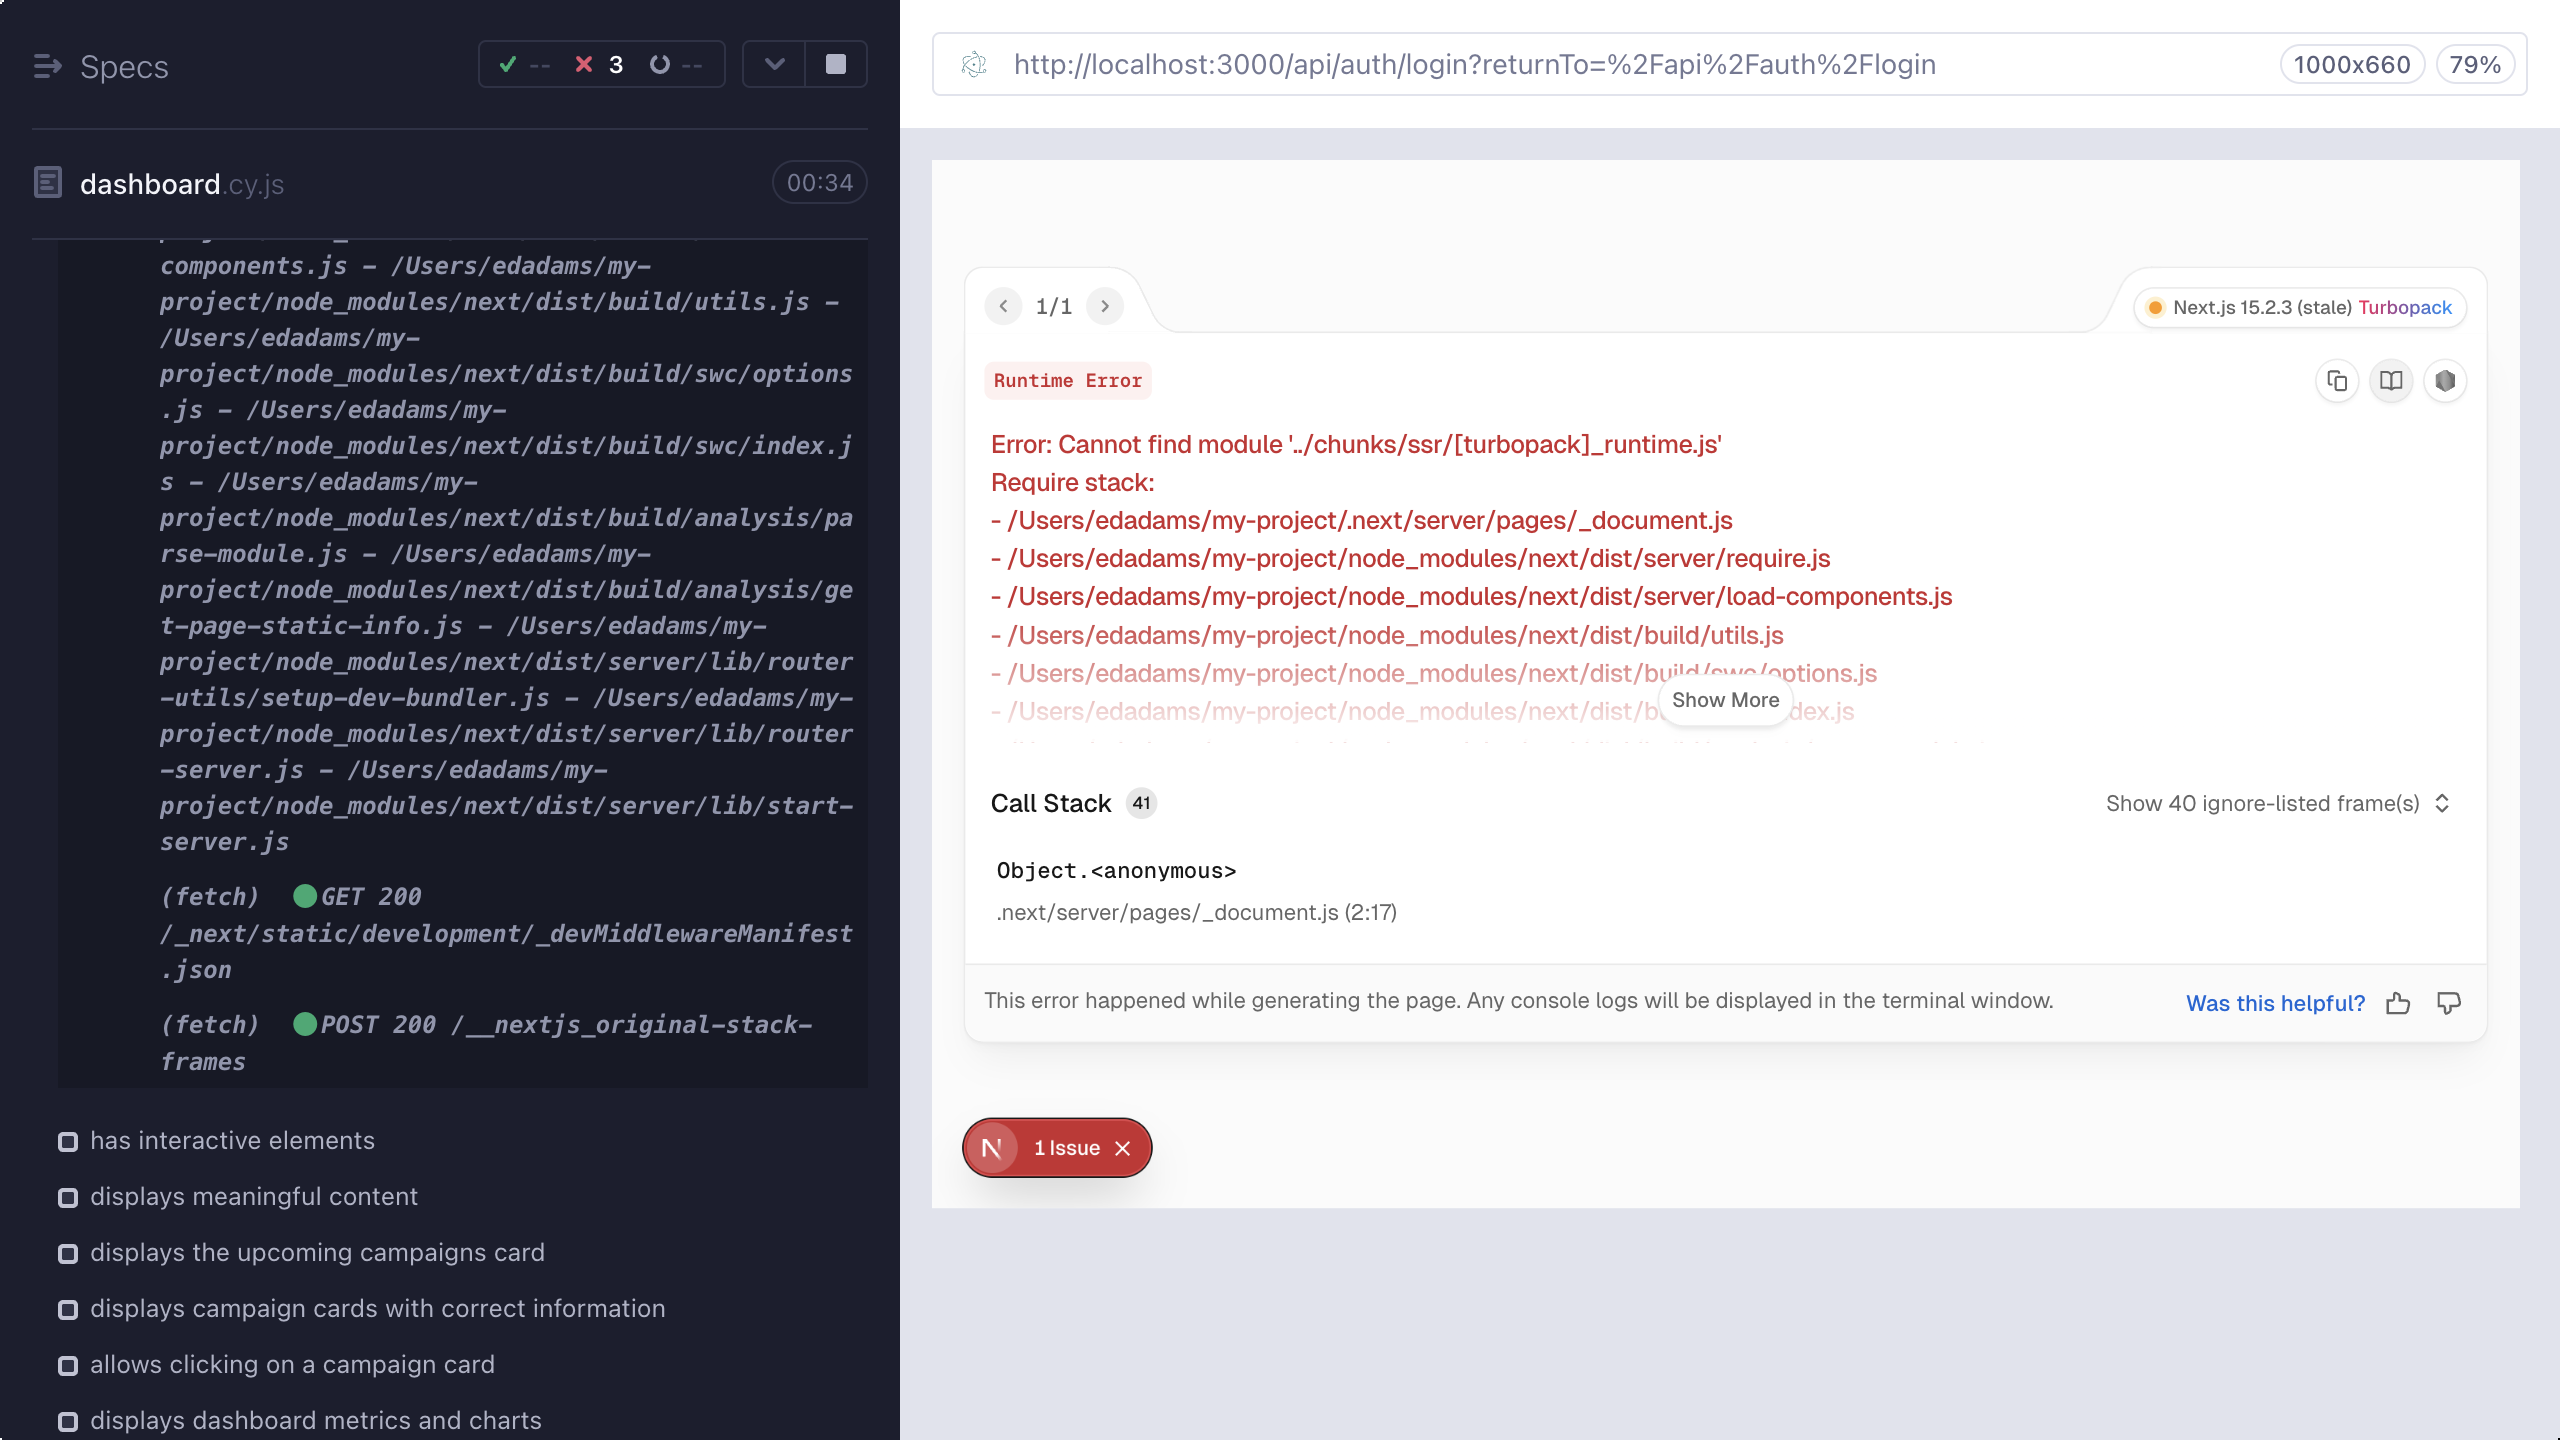 Specs
-- 3 --
dashboard.cy.js
00:34
components.js – /Users/edadams/my-
project/node_modules/next/dist/build/utils.js –
/Users/edadams/my-
project/node_modules/next/dist/build/swc/options
.js – /Users/edadams/my-
project/node_modules/next/dist/build/swc/index.j
s – /Users/edadams/my-
project/node_modules/next/dist/build/analysis/pa
rse-module.js – /Users/edadams/my-
project/node_modules/next/dist/build/analysis/ge
t-page-static-info.js – /Users/edadams/my-
project/node_modules/next/dist/server/lib/router
-utils/setup-dev-bundler.js – /Users/edadams/my-
project/node_modules/next/dist/server/lib/router
-server.js – /Users/edadams/my-
project/node_modules/next/dist/server/lib/start-
server.js
(fetch) GET 200
/_next/static/development/_devMiddlewareManifest
.json
(fetch) POST 200 /__nextjs_original-stack-
frames
has interactive elements
displays meaningful content
displays the upcoming campaigns card
displays campaign cards with correct information
allows clicking on a campaign card
displays dashboard metrics and charts
http://localhost:3000/api/auth/login?returnTo=%2Fapi%2Fauth%2Flogin
1000x660
79%
1/1
Next.js 15.2.3 (stale) Turbopack
Runtime Error
Error: Cannot find module '../chunks/ssr/[turbopack]_runtime.js'
Require stack:
- /Users/edadams/my-project/.next/server/pages/_document.js
- /Users/edadams/my-project/node_modules/next/dist/server/require.js
- /Users/edadams/my-project/node_modules/next/dist/server/load-components.js
- /Users/edadams/my-project/node_modules/next/dist/build/utils.js
- /Users/edadams/my-project/node_modules/next/dist/build/swc/options.js
- /Users/edadams/my-project/node_modules/next/dist/
Show More
Call Stack 41
Show 40 ignore-listed frame(s)
Object.<anonymous>
.next/server/pages/_document.js (2:17)
This error happened while generating the page. Any console logs will be displayed in the terminal window.
Was this helpful?
N 1 Issue